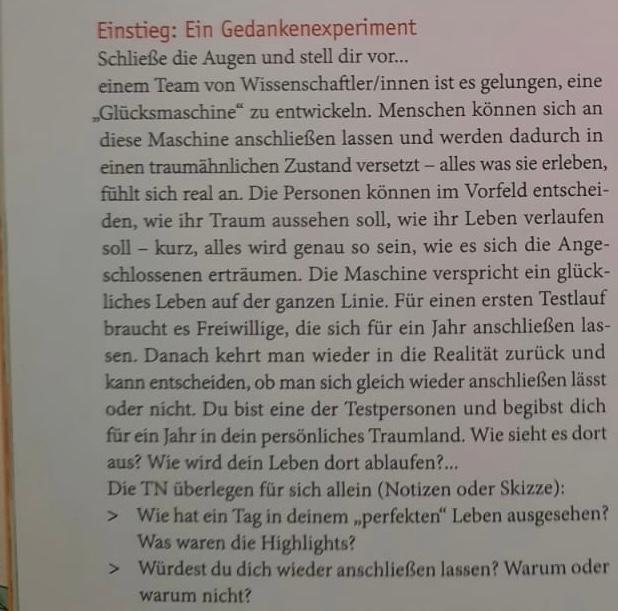 Einstieg: Ein Gedankenexperiment
Schließe die Augen und stell dir vor...
einem Team von Wissenschaftler/innen ist es gelungen, eine
„Glücksmaschine“ zu entwickeln. Menschen können sich an
diese Maschine anschließen lassen und werden dadurch in
einen traumähnlichen Zustand versetzt – alles was sie erleben,
fühlt sich real an. Die Personen können im Vorfeld entschei-
den, wie ihr Traum aussehen soll, wie ihr Leben verlaufen
soll – kurz, alles wird genau so sein, wie es sich die Ange-
schlossenen erträumen. Die Maschine verspricht ein glück-
liches Leben auf der ganzen Linie. Für einen ersten Testlauf
braucht es Freiwillige, die sich für ein Jahr anschließen las-
sen. Danach kehrt man wieder in die Realität zurück und
kann entscheiden, ob man sich gleich wieder anschließen lässt
oder nicht. Du bist eine der Testpersonen und begibst dich
für ein Jahr in dein persönliches Traumland. Wie sieht es dort
aus? Wie wird dein Leben dort ablaufen?...
Die TN überlegen für sich allein (Notizen oder Skizze):
> Wie hat ein Tag in deinem „perfekten“ Leben ausgesehen?
Was waren die Highlights?
> Würdest du dich wieder anschließen lassen? Warum oder
warum nicht?